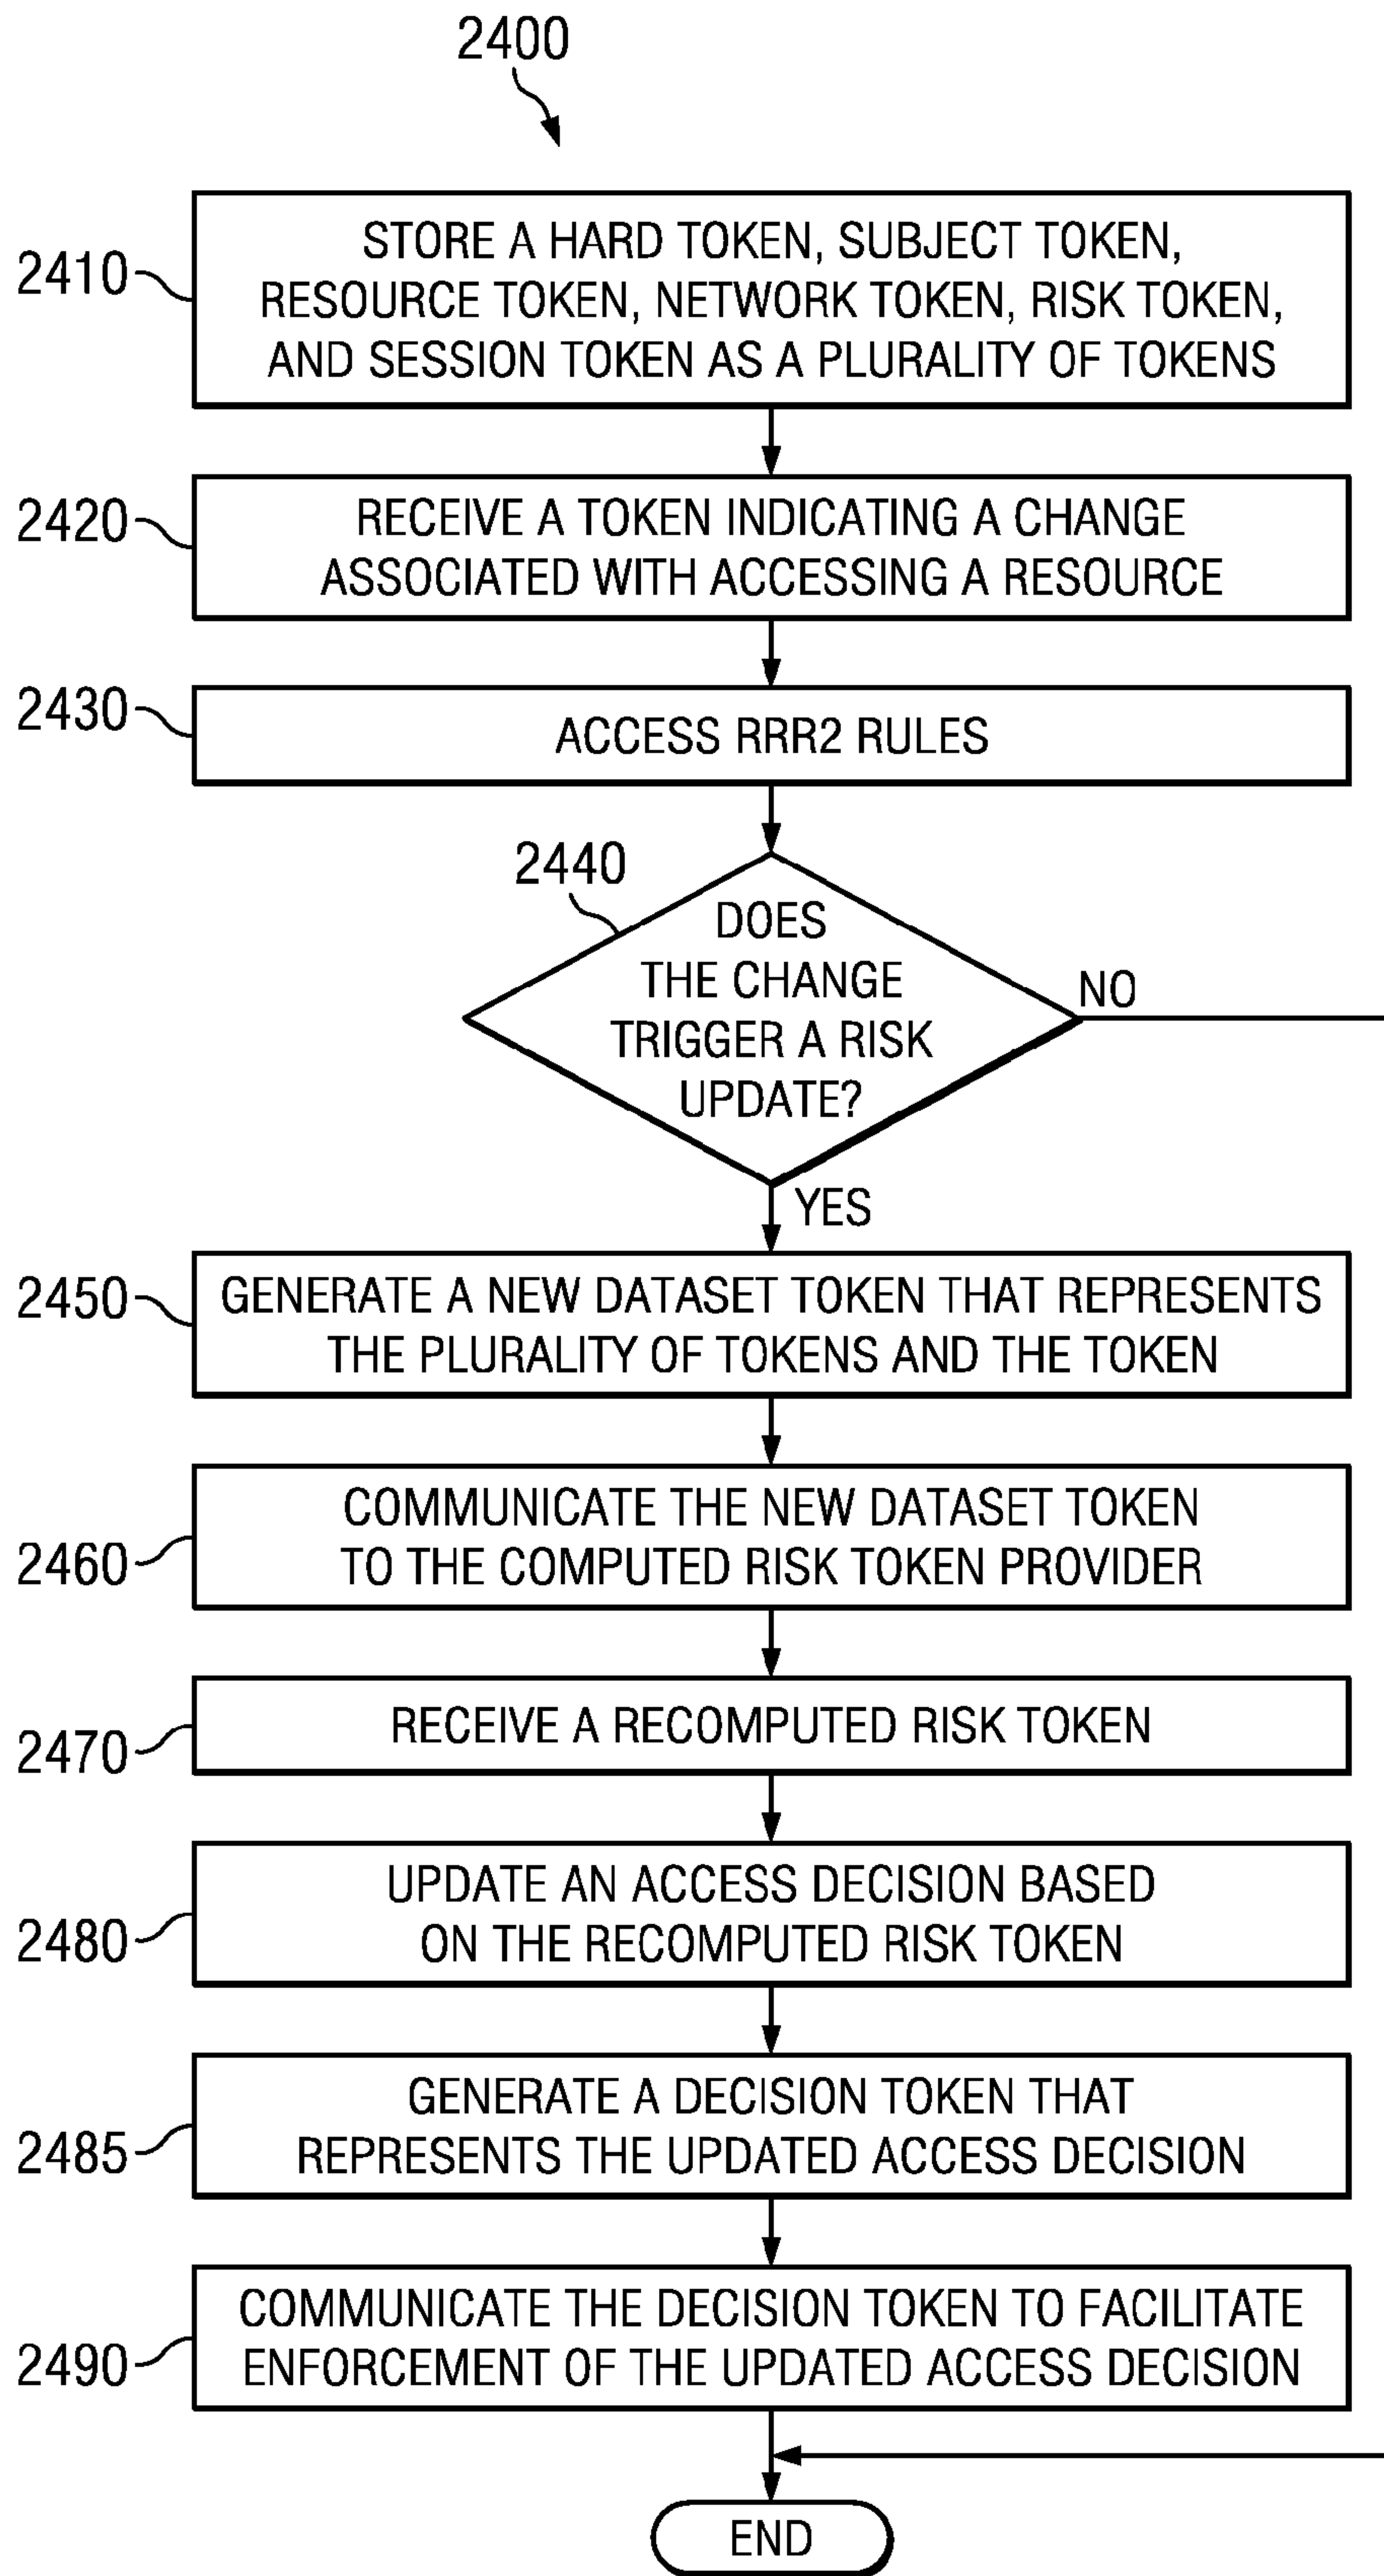 2400
2410
STORE A HARD TOKEN, SUBJECT TOKEN,
RESOURCE TOKEN, NETWORK TOKEN, RISK TOKEN,
AND SESSION TOKEN AS A PLURALITY OF TOKENS
2420
RECEIVE A TOKEN INDICATING A CHANGE
ASSOCIATED WITH ACCESSING A RESOURCE
2430
ACCESS RRR2 RULES
2440
DOES
THE CHANGE
TRIGGER A RISK
UPDATE?
NO
YES
2450
GENERATE A NEW DATASET TOKEN THAT REPRESENTS
THE PLURALITY OF TOKENS AND THE TOKEN
2460
COMMUNICATE THE NEW DATASET TOKEN
TO THE COMPUTED RISK TOKEN PROVIDER
2470
RECEIVE A RECOMPUTED RISK TOKEN
2480
UPDATE AN ACCESS DECISION BASED
ON THE RECOMPUTED RISK TOKEN
2485
GENERATE A DECISION TOKEN THAT
REPRESENTS THE UPDATED ACCESS DECISION
2490
COMMUNICATE THE DECISION TOKEN TO FACILITATE
ENFORCEMENT OF THE UPDATED ACCESS DECISION
END